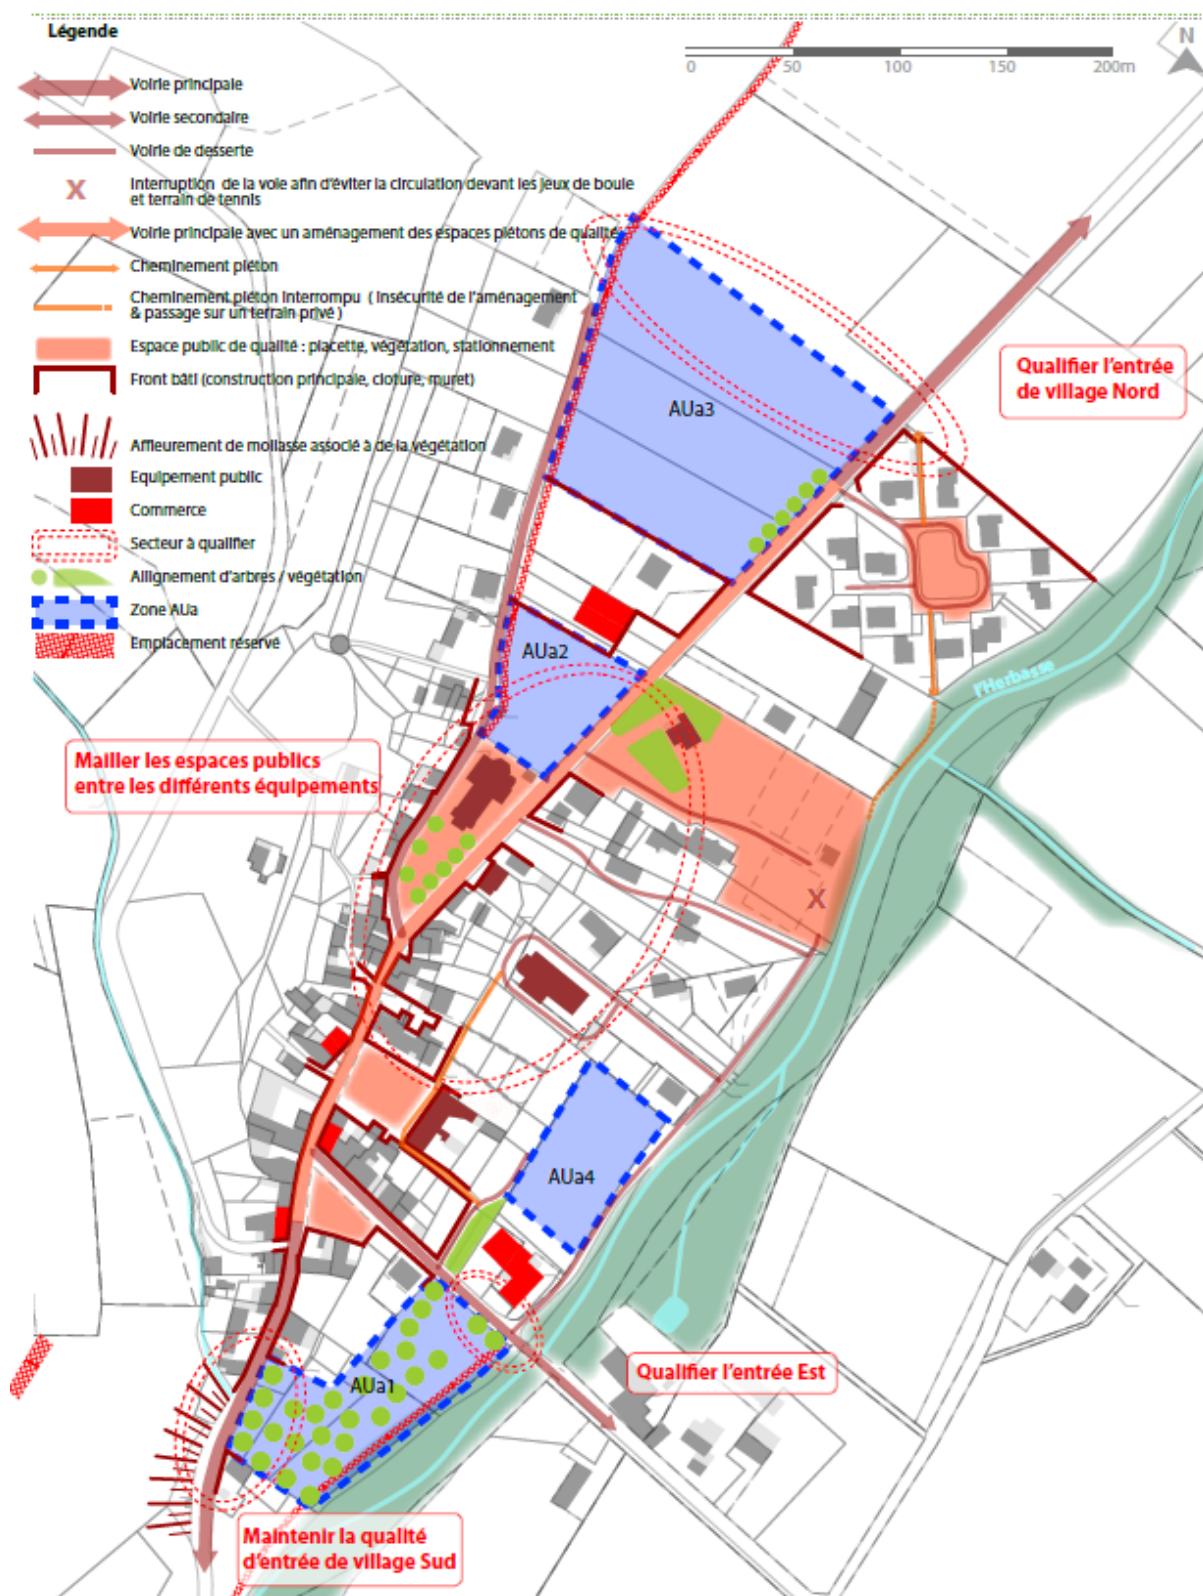 Légende
N
0 50 100 150 200m
Voirie principale
Voirie secondaire
Voirie de desserte
X
Interruption de la voie afin d'éviter la circulation devant les jeux de boule
et terrain de tennis
Voirie principale avec un aménagement des espaces piétons de qualité
Cheminement piéton
Cheminement piéton interrompu ( insécurité de l'aménagement
& passage sur un terrain privé )
Espace public de qualité : placette, végétation, stationnement
Front bâti (construction principale, cloture, muret)
Affleurement de mollasse associé à de la végétation
Equipement public
Commerce
Secteur à qualifier
Allignement d'arbres / végétation
Zone AUa
Emplacement réservé
Qualifier l'entrée
de village Nord
AUa3
AUa2
l'Herbasse
Mailler les espaces publics
entre les différents équipements
X
AUa4
AUa1
Qualifier l'entrée Est
Maintenir la qualité
d'entrée de village Sud